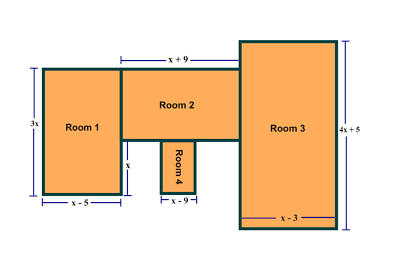 x + 9
3x
Room 1
Room 2
Room 3
4x + 5
x
Room 4
x - 5
x - 9
x - 3